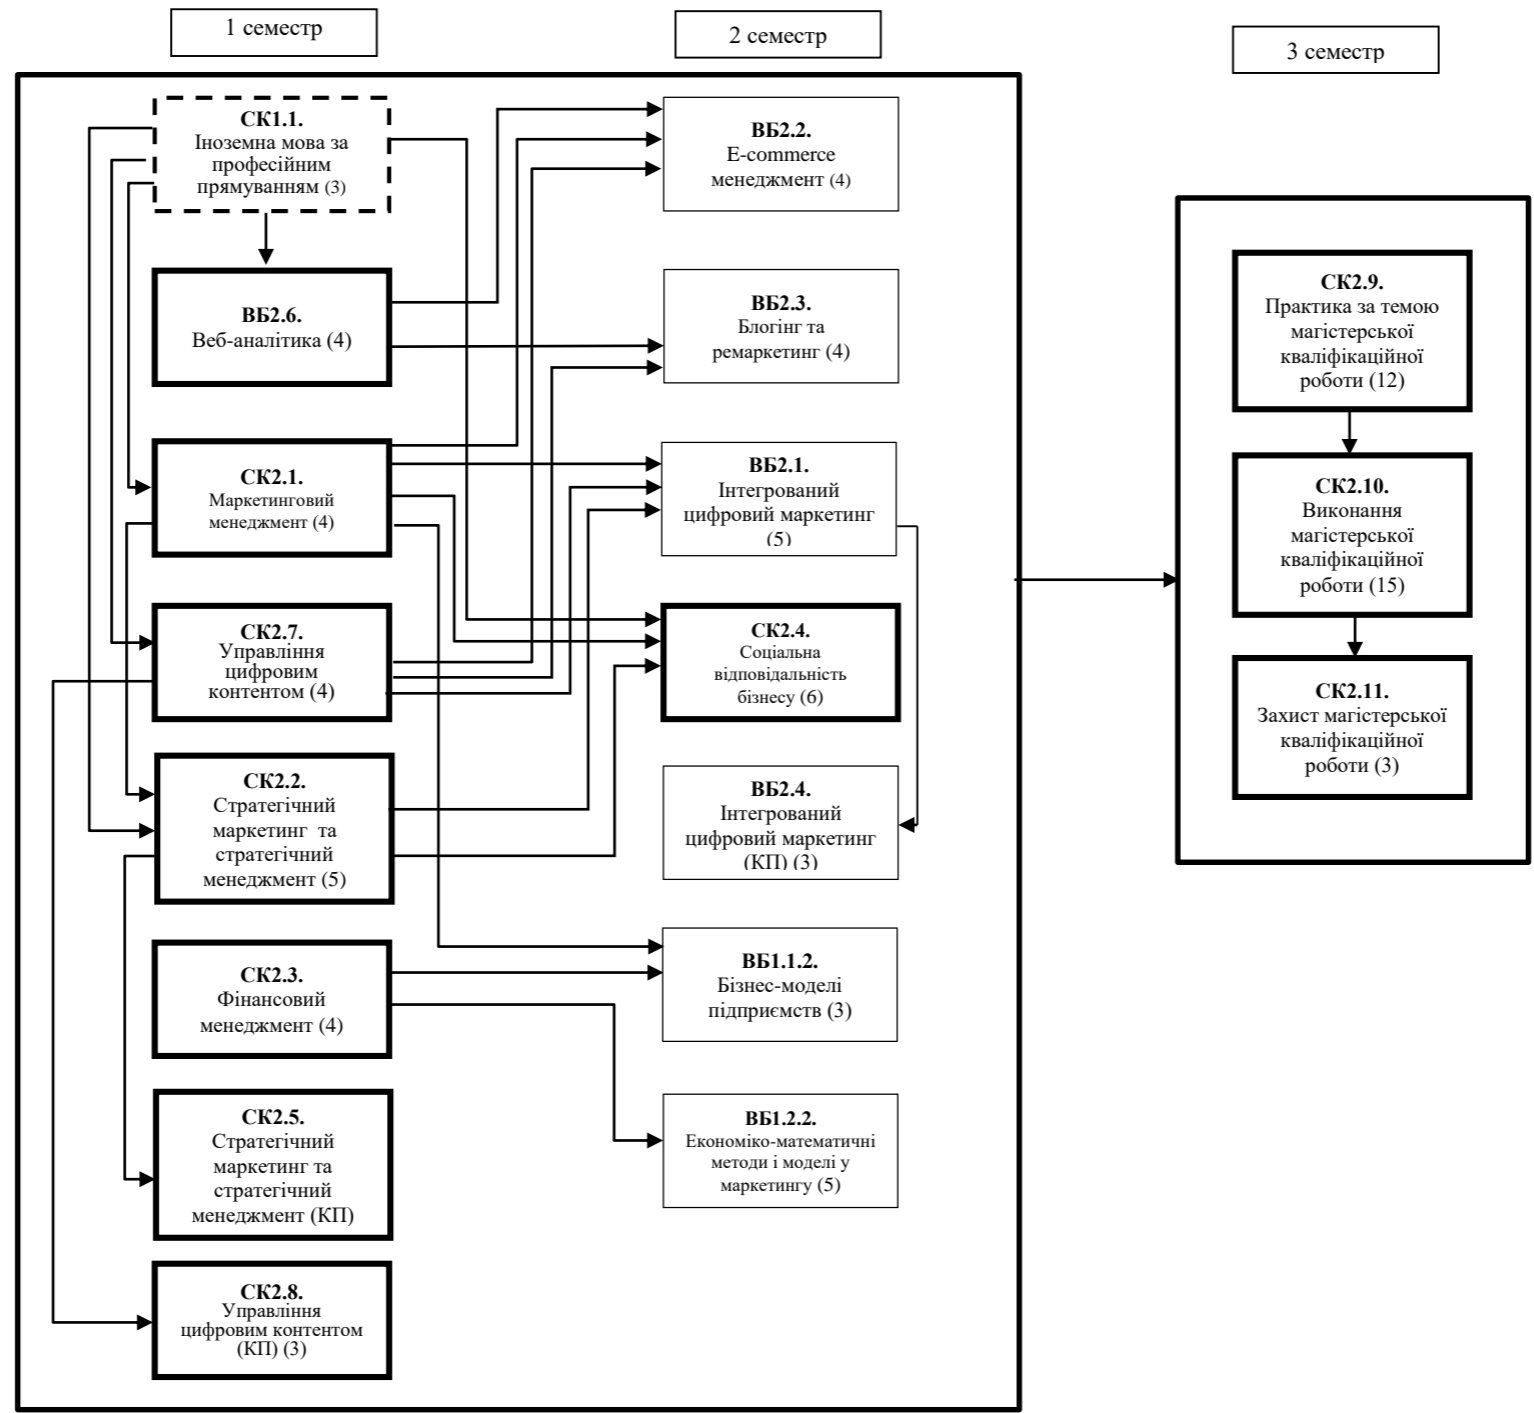 1 семестр
2 семестр
3 семестр
СК1.1.
Іноземна мова за
професійним
прямуванням (3)
ВБ2.6.
Веб-аналітика (4)
СК2.1.
Маркетинговий
менеджмент (4)
СК2.7.
Управління
цифровим
контентом (4)
СК2.2.
Стратегічний
маркетинг та
стратегічний
менеджмент (5)
СК2.3.
Фінансовий
менеджмент (4)
СК2.5.
Стратегічний
маркетинг та
стратегічний
менеджмент (КП)
СК2.8.
Управління
цифровим контентом
(КП) (3)
ВБ2.2.
E-commerce
менеджмент (4)
ВБ2.3.
Блогінг та
ремаркетинг (4)
ВБ2.1.
Інтегрований
цифровий маркетинг
(5)
СК2.4.
Соціальна
відповідальність
бізнесу (6)
ВБ2.4.
Інтегрований
цифровий маркетинг
(КП) (3)
ВБ1.1.2.
Бізнес-моделі
підприємств (3)
ВБ1.2.2.
Економіко-математичні
методи і моделі у
маркетингу (5)
СК2.9.
Практика за темою
магістерської
кваліфікаційної
роботи (12)
СК2.10.
Виконання
магістерської
кваліфікаційної
роботи (15)
СК2.11.
Захист магістерської
кваліфікаційної
роботи (3)